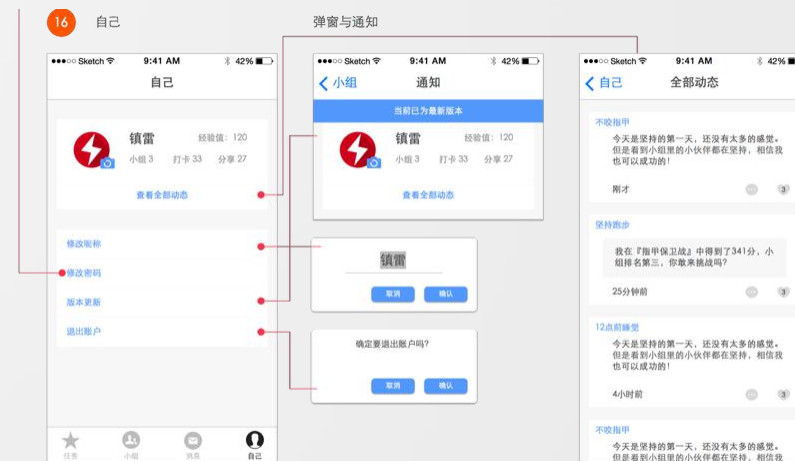 16 自己
弹窗与通知
Sketch 9:41 AM 42%
自己
镇雷 经验值：120
小组 3 打卡 33 分享 27
查看全部动态
修改昵称
修改密码
版本更新
退出账户
任务 小组 消息 自己
Sketch 9:41 AM 42%
小组 通知
当前已为最新版本
镇雷 经验值：120
小组 3 打卡 33 分享 27
查看全部动态
镇雷
取消 确认
确定要退出账户吗?
取消 确认
Sketch 9:41 AM 42%
自己 全部动态
不咬指甲
今天是坚持的第一天，还没有太多的感觉。
但是看到小组里的小伙伴都在坚持，相信我
也可以成功的！
刚才 3
坚持跑步
我在『指甲保卫战』中得到了341分，小
组排名第三，你敢来挑战吗?
25分钟前 3
12点前睡觉
今天是坚持的第一天，还没有太多的感觉。
但是看到小组里的小伙伴都在坚持，相信我
也可以成功的！
4小时前 3
不咬指甲
今天是坚持的第一天，还没有太多的感觉。
但是看到小组里的小伙伴都在坚持，相信我